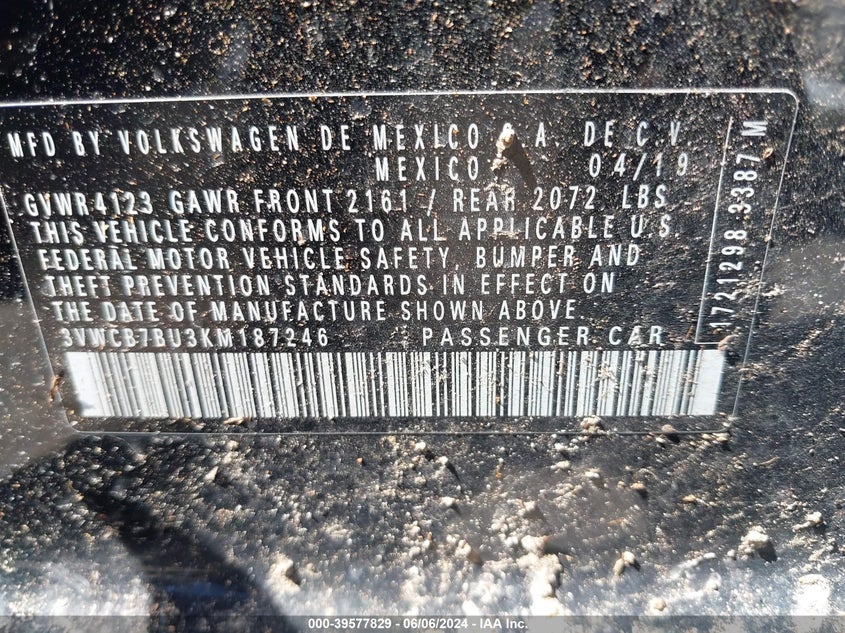 MFD BY VOLKSWAGEN DE MEXICO S.A. DE C.V
MEXICO 04/19
GVWR4123 GAWR FRONT 2161 / REAR 2072 LBS
THIS VEHICLE CONFORMS TO ALL APPLICABLE U.S.
FEDERAL MOTOR VEHICLE SAFETY, BUMPER AND
THEFT PREVENTION STANDARDS IN EFFECT ON
THE DATE OF MANUFACTURE SHOWN ABOVE.
3VWCB7BU3KM187246 PASSENGER CAR
1721298 3387 M
000-39577829 - 06/06/2024 - IAA Inc.